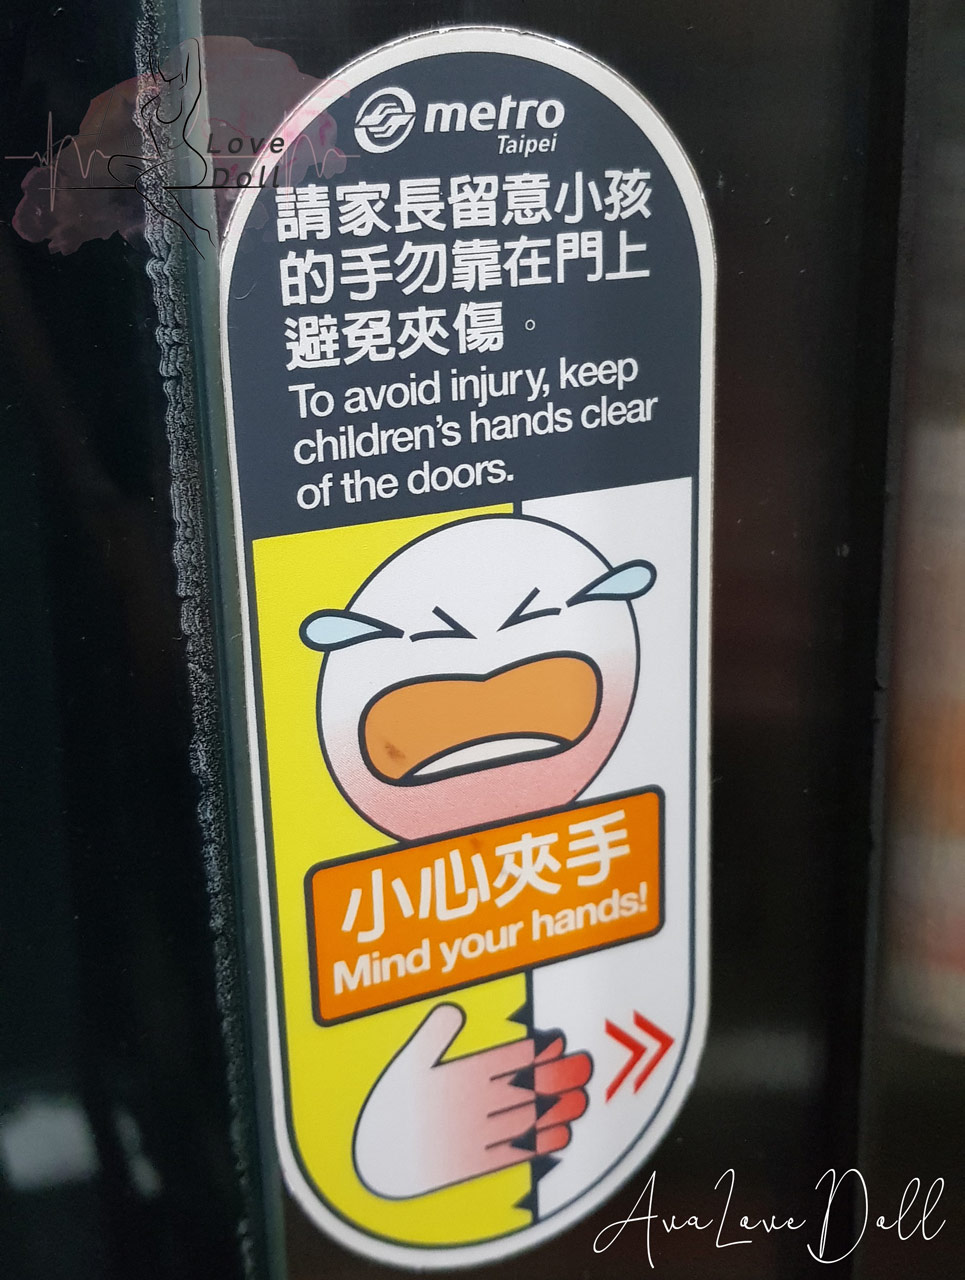 Love
Doll
metro
Taipei
請家長留意小孩
的手勿靠在門上
避免夾傷。
To avoid injury, keep
children's hands clear
of the doors.
小心夾手
Mind your hands!
AvaLoveDoll